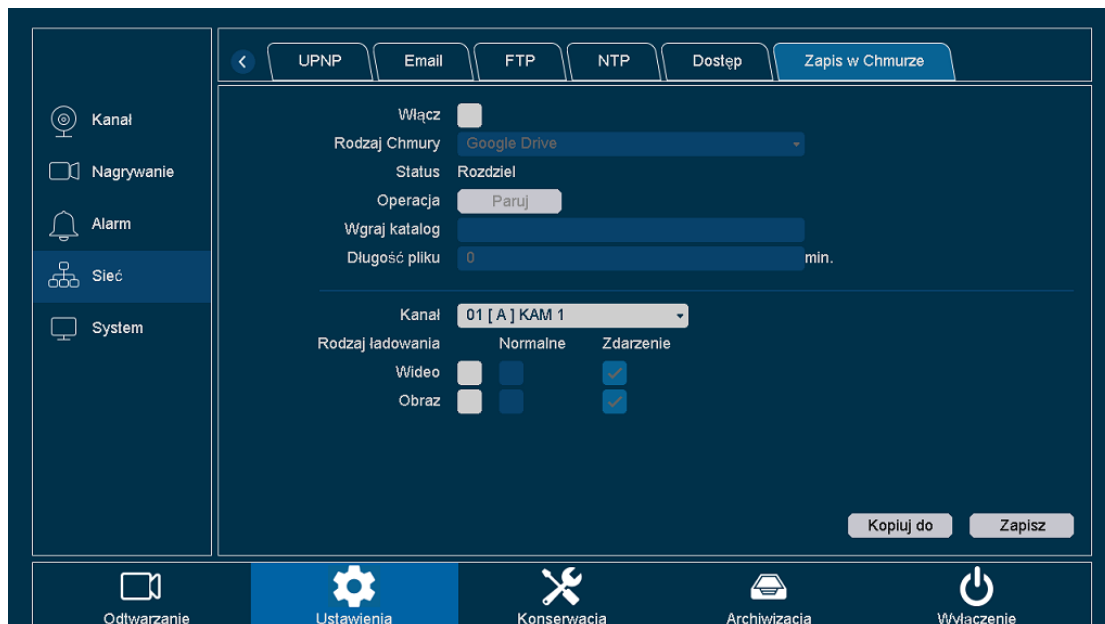 UPNP Email FTP NTP Dostęp Zapis w Chmurze
Kanał
Nagrywanie
Alarm
Sieć
System
Włącz
Rodzaj Chmury Google Drive
Status Rozdziel
Operacja Paruj
Wgraj katalog
Długość pliku 0 min.
Kanał 01 [ A ] KAM 1
Rodzaj ładowania Normalne Zdarzenie
Wideo
Obraz
Kopiuj do Zapisz
Odtwarzanie Ustawienia Konserwacja Archiwizacja Wyłączenie